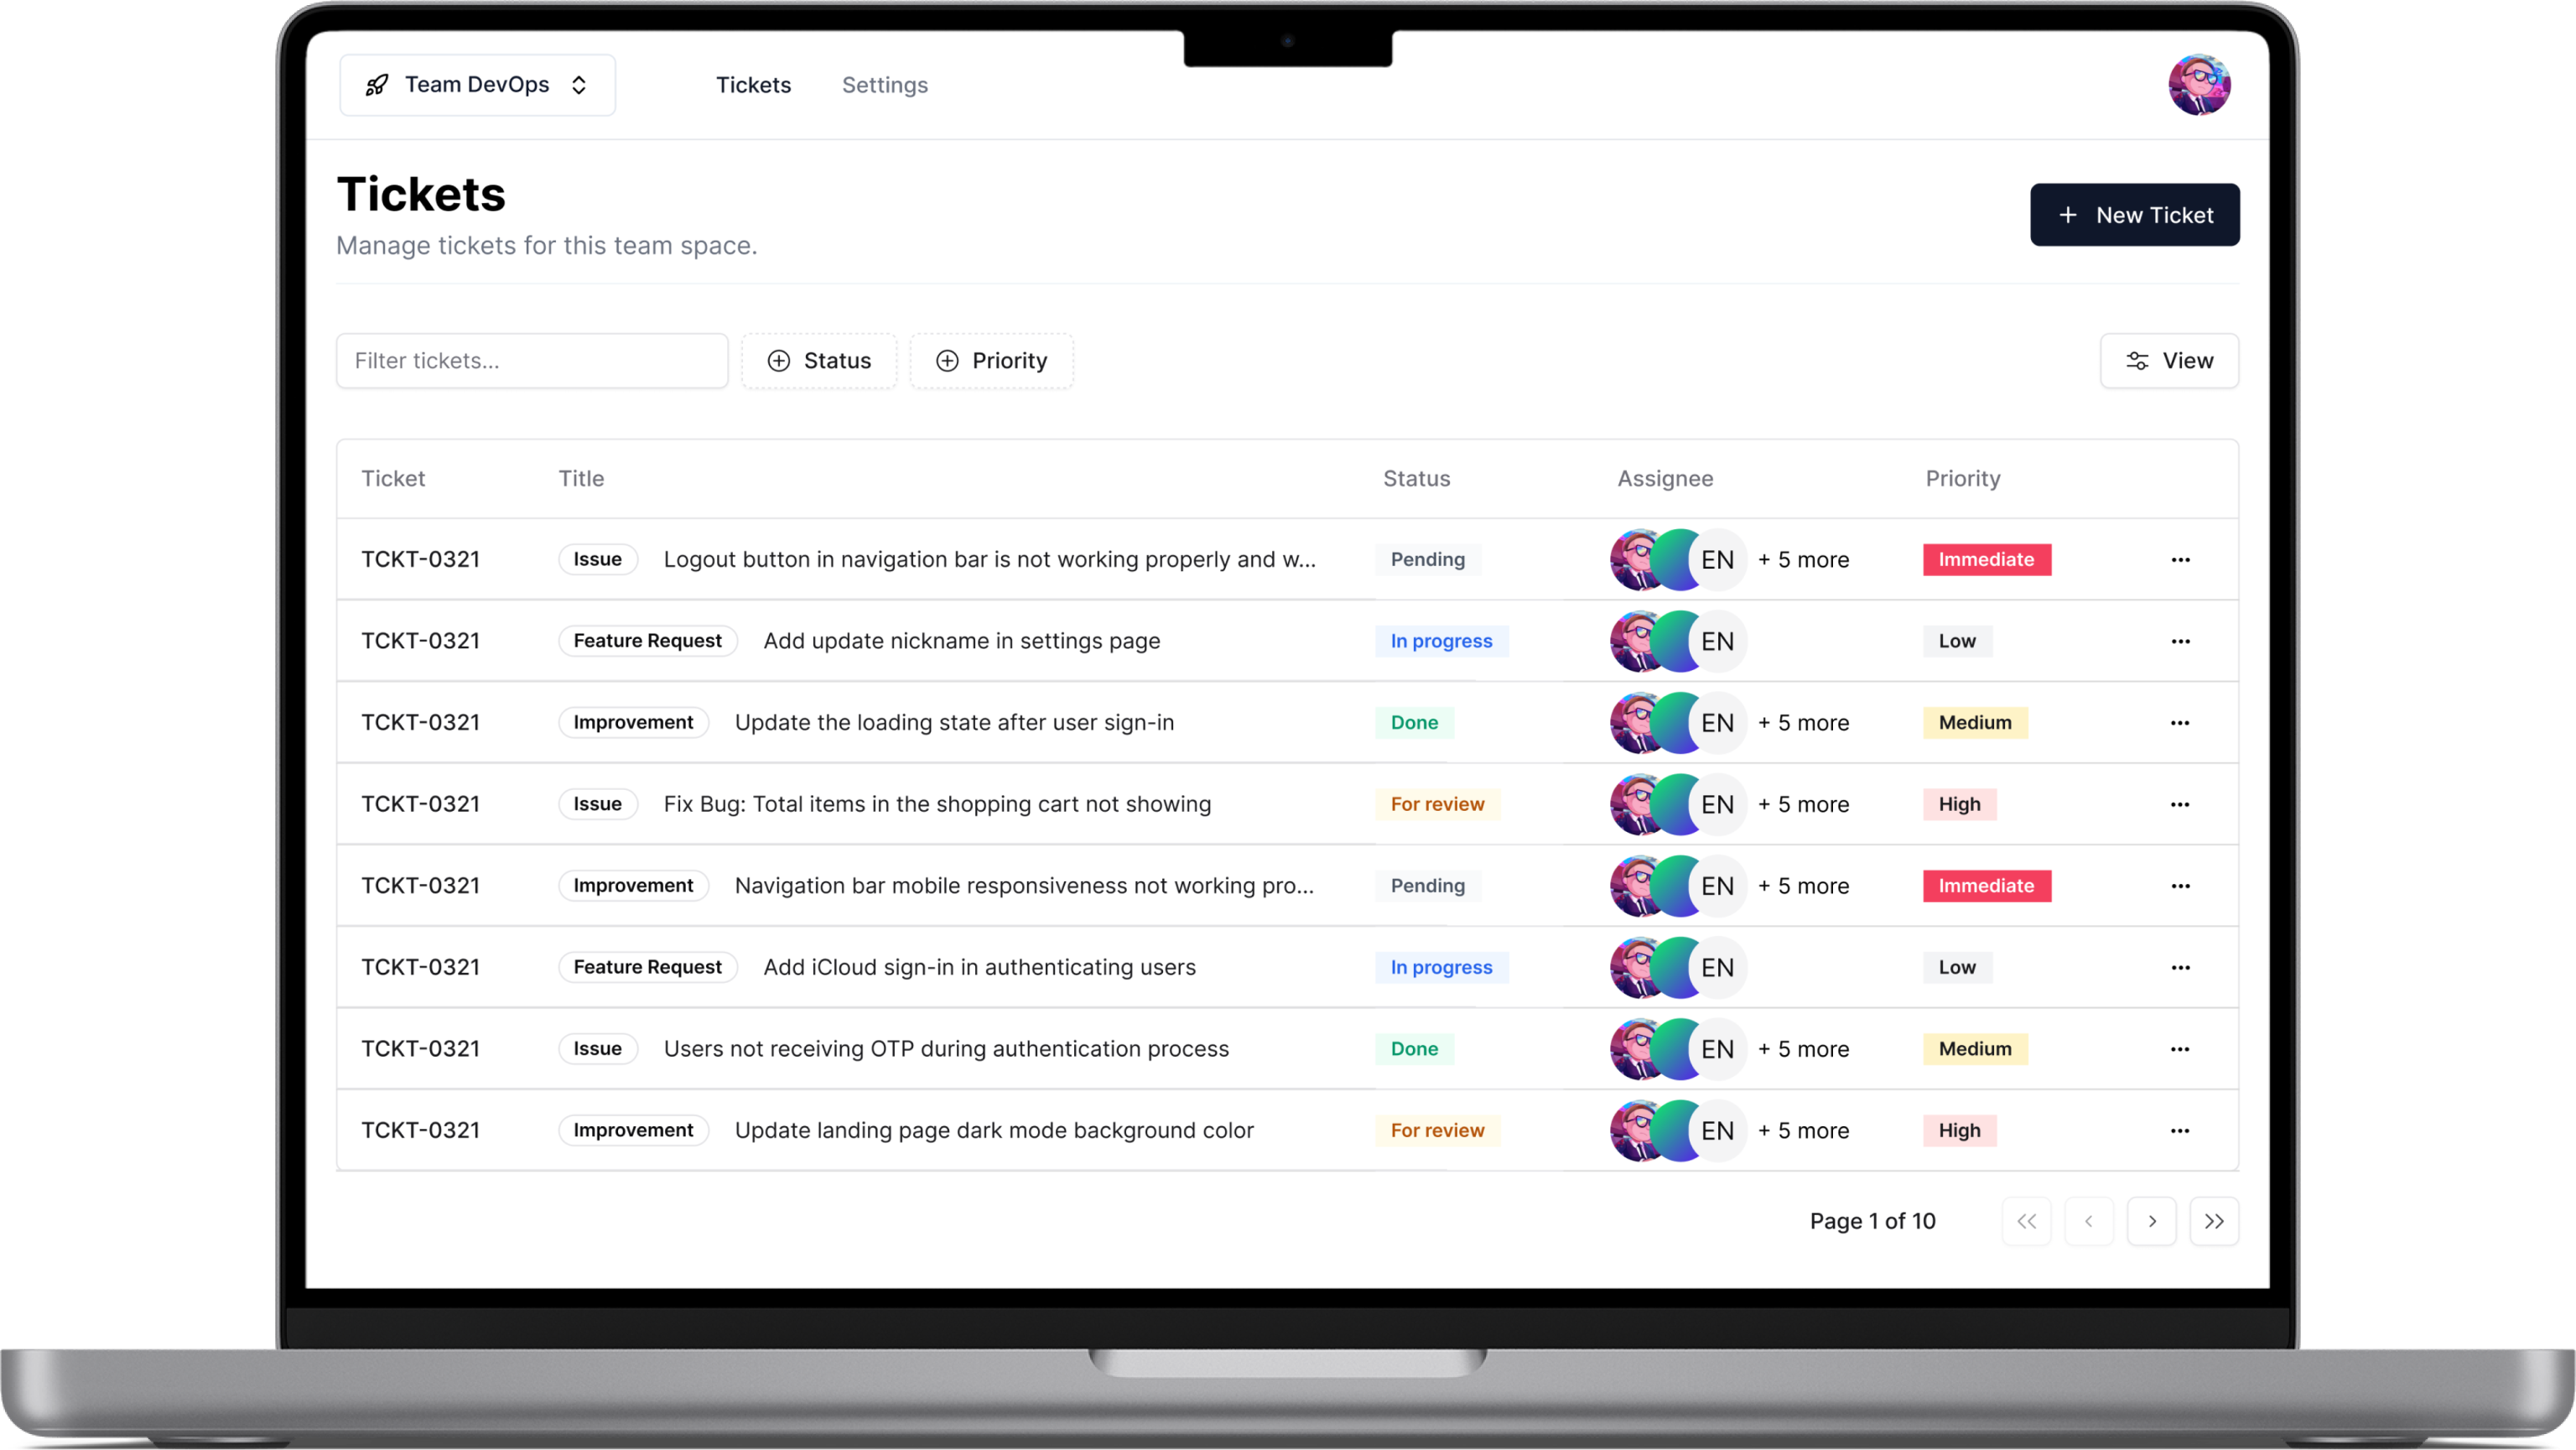 Team DevOps Tickets Settings
Tickets
+ New Ticket
Manage tickets for this team space.
Filter tickets... Status Priority View
Ticket Title Status Assignee Priority
TCKT-0321 Issue Logout button in navigation bar is not working properly and w... Pending EN + 5 more Immediate ...
TCKT-0321 Feature Request Add update nickname in settings page In progress EN Low ...
TCKT-0321 Improvement Update the loading state after user sign-in Done EN + 5 more Medium ...
TCKT-0321 Issue Fix Bug: Total items in the shopping cart not showing For review EN + 5 more High ...
TCKT-0321 Improvement Navigation bar mobile responsiveness not working pro... Pending EN + 5 more Immediate ...
TCKT-0321 Feature Request Add iCloud sign-in in authenticating users In progress EN Low ...
TCKT-0321 Issue Users not receiving OTP during authentication process Done EN + 5 more Medium ...
TCKT-0321 Improvement Update landing page dark mode background color For review EN + 5 more High ...
Page 1 of 10